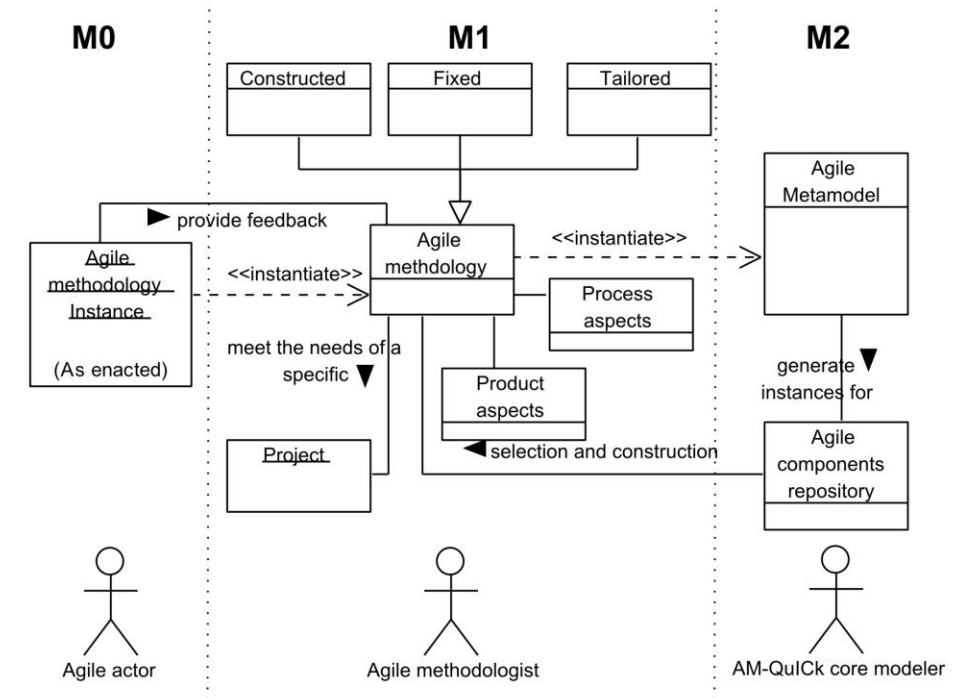 M0
M1
M2
Constructed
Fixed
Tailored
Agile
Metamodel
provide feedback
Agile
methdology
<<instantiate>>
Agile
methodology
Instance
(As enacted)
<<instantiate>>
Process
aspects
meet the needs of a
specific
Product
aspects
generate
instances for
Project
selection and construction
Agile
components
repository
Agile actor
Agile methodologist
AM-QuICk core modeler